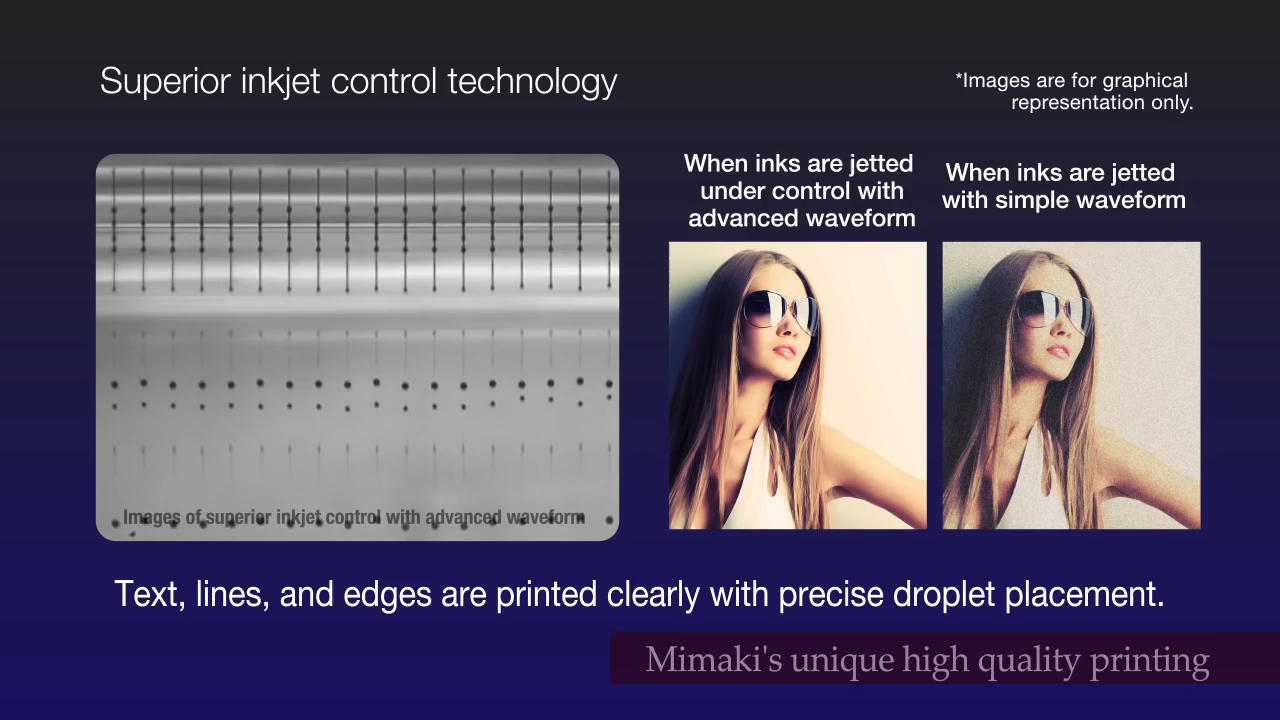 Superior inkjet control technology
*Images are for graphical
representation only.
When inks are jetted
under control with
advanced waveform
When inks are jetted
with simple waveform
Images of superior inkjet control with advanced waveform
Text, lines, and edges are printed clearly with precise droplet placement.
Mimaki's unique high quality printing